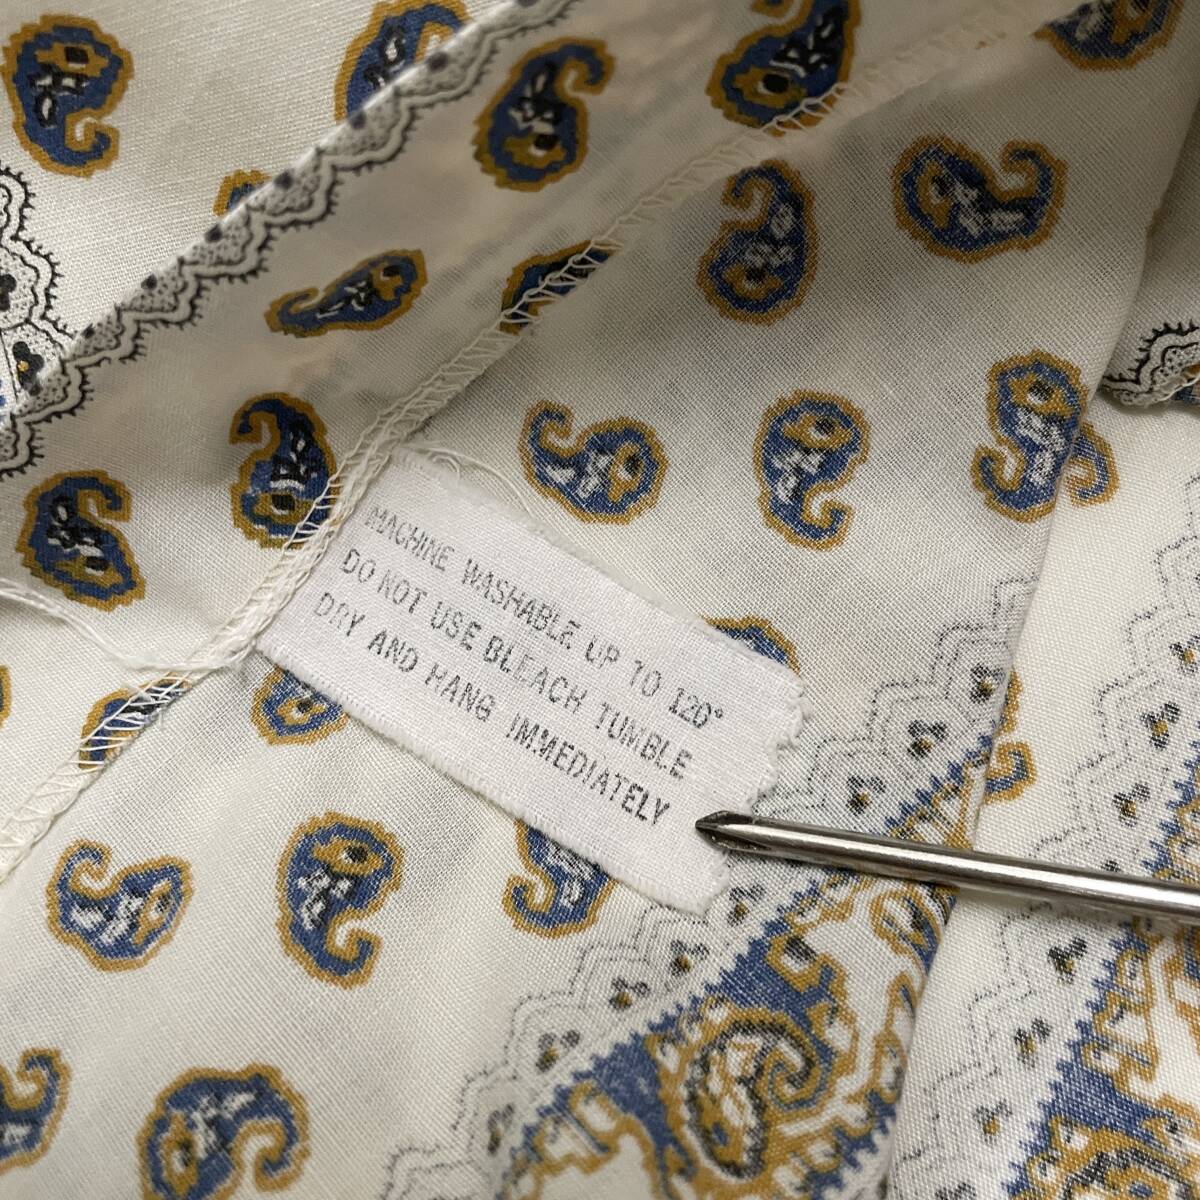 MACHINE WASHABLE UP TO 120°
DO NOT USE BLEACH TUMBLE
DRY AND HANG IMMEDIATELY